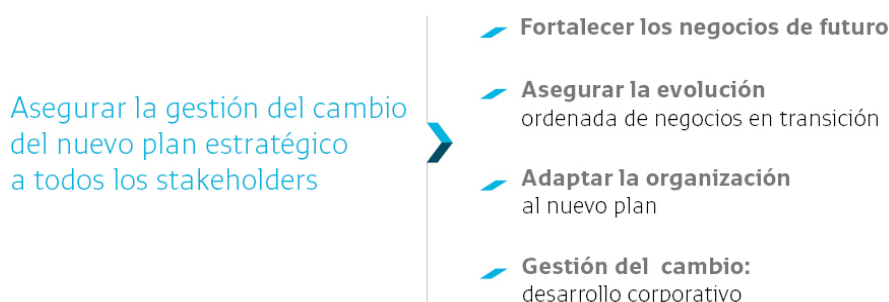 Asegurar la gestión del cambio
del nuevo plan estratégico
a todos los stakeholders
Fortalecer los negocios de futuro
Asegurar la evolución
ordenada de negocios en transición
Adaptar la organización
al nuevo plan
Gestión del cambio:
desarrollo corporativo